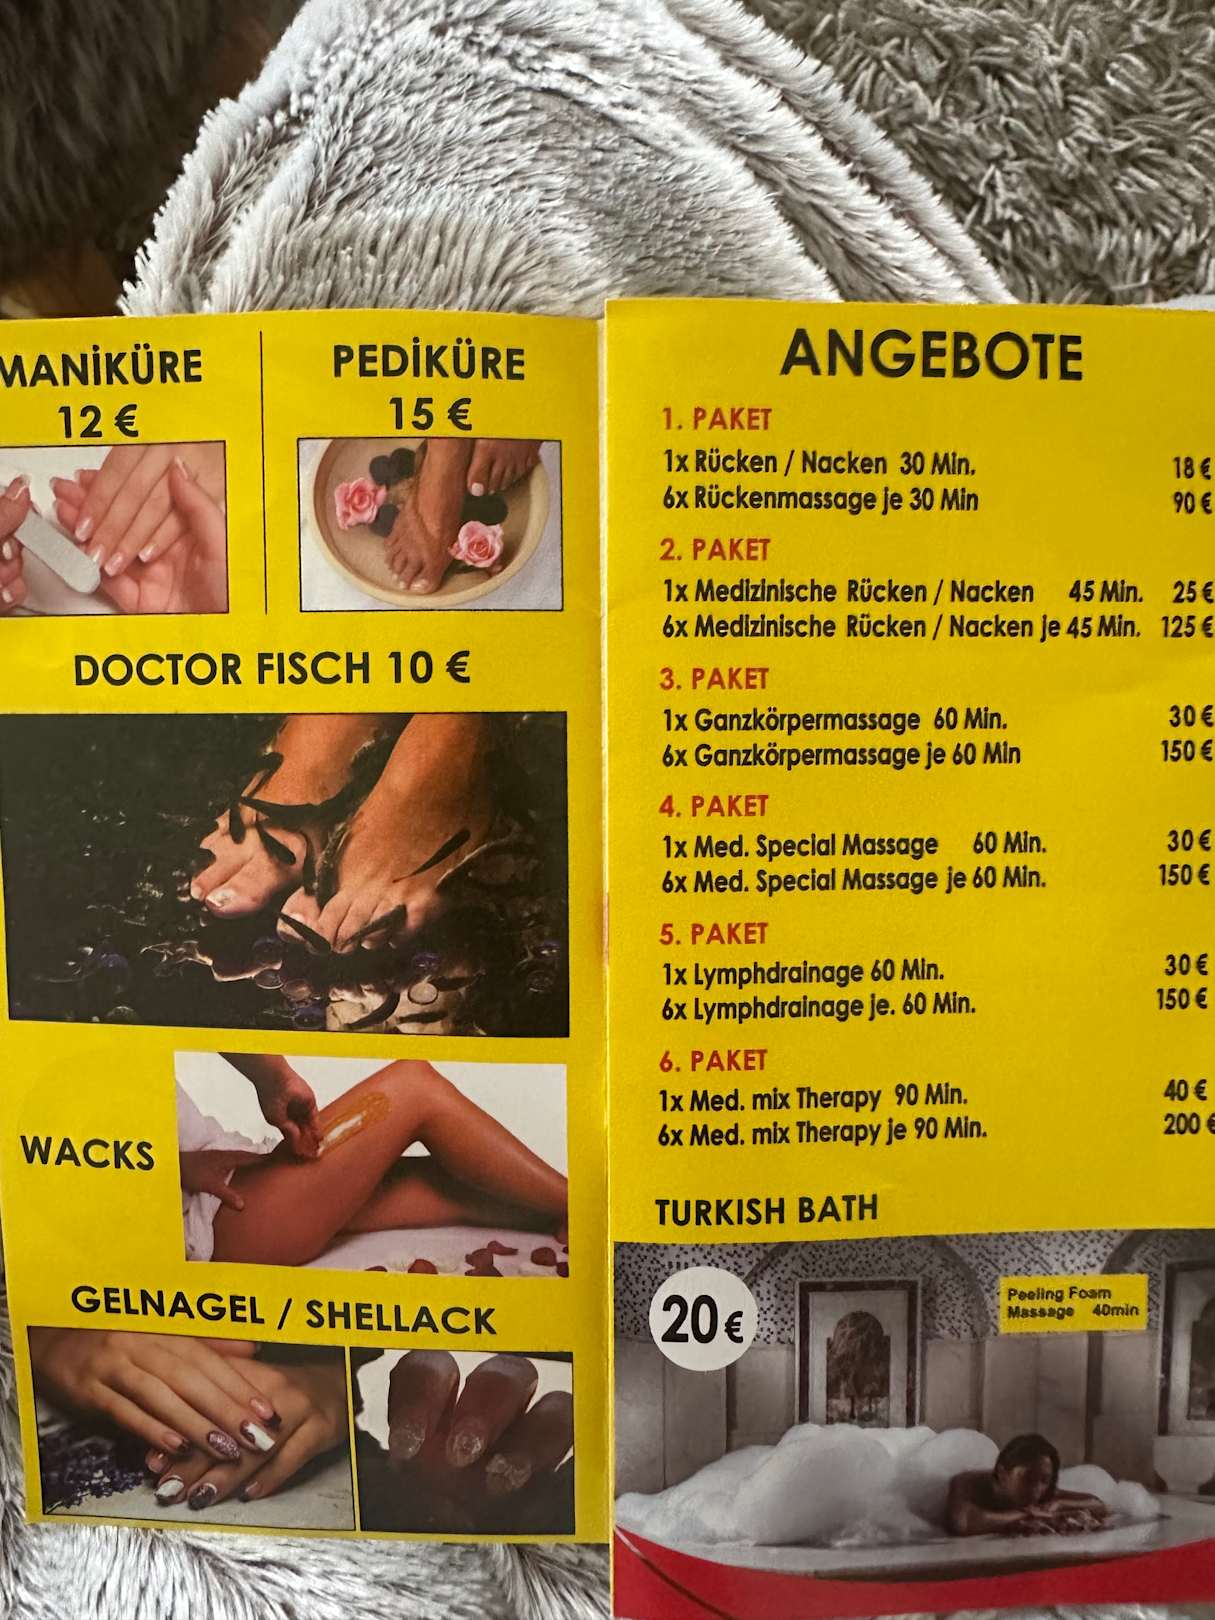 MANİKÜRE
12 €
PEDİKÜRE
15 €
DOCTOR FISCH 10 €
WACKS
GELNAGEL / SHELLACK
ANGEBOTE
1. PAKET
1x Rücken / Nacken 30 Min. 18 €
6x Rückenmassage je 30 Min 90 €
2. PAKET
1x Medizinische Rücken / Nacken 45 Min. 25 €
6x Medizinische Rücken / Nacken je 45 Min. 125 €
3. PAKET
1x Ganzkörpermassage 60 Min. 30 €
6x Ganzkörpermassage je 60 Min 150 €
4. PAKET
1x Med. Special Massage 60 Min. 30 €
6x Med. Special Massage je 60 Min. 150 €
5. PAKET
1x Lymphdrainage 60 Min. 30 €
6x Lymphdrainage je. 60 Min. 150 €
6. PAKET
1x Med. mix Therapy 90 Min. 40 €
6x Med. mix Therapy je 90 Min. 200 €
TURKISH BATH
20 €
Peeling Foam
Massage 40min